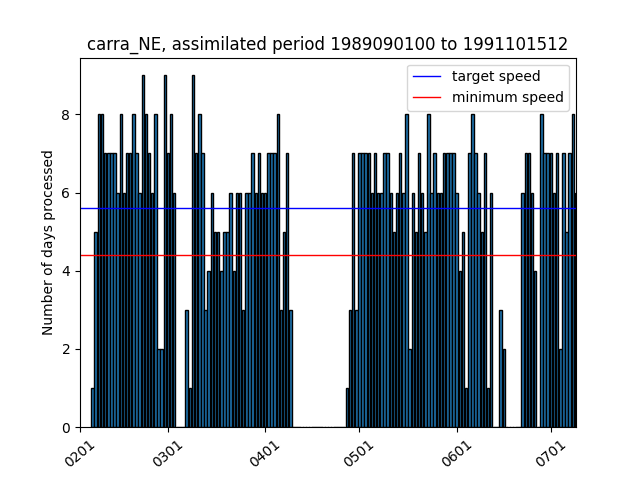 carra_NE, assimilated period 1989090100 to 1991101512
target speed
minimum speed
Number of days processed
8
6
4
2
0
0201
0301
0401
0501
0601
0701